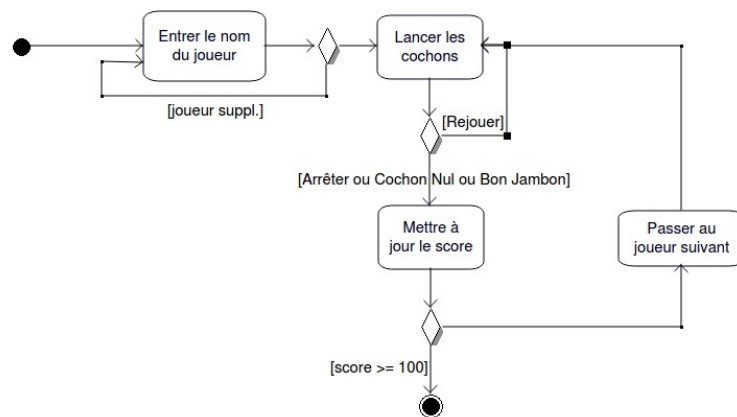 Entrer le nom
du joueur
Lancer les
cochons
[joueur suppl.]
[Rejouer]
[Arrêter ou Cochon Nul ou Bon Jambon]
Mettre à
jour le score
Passer au
joueur suivant
[score >= 100]